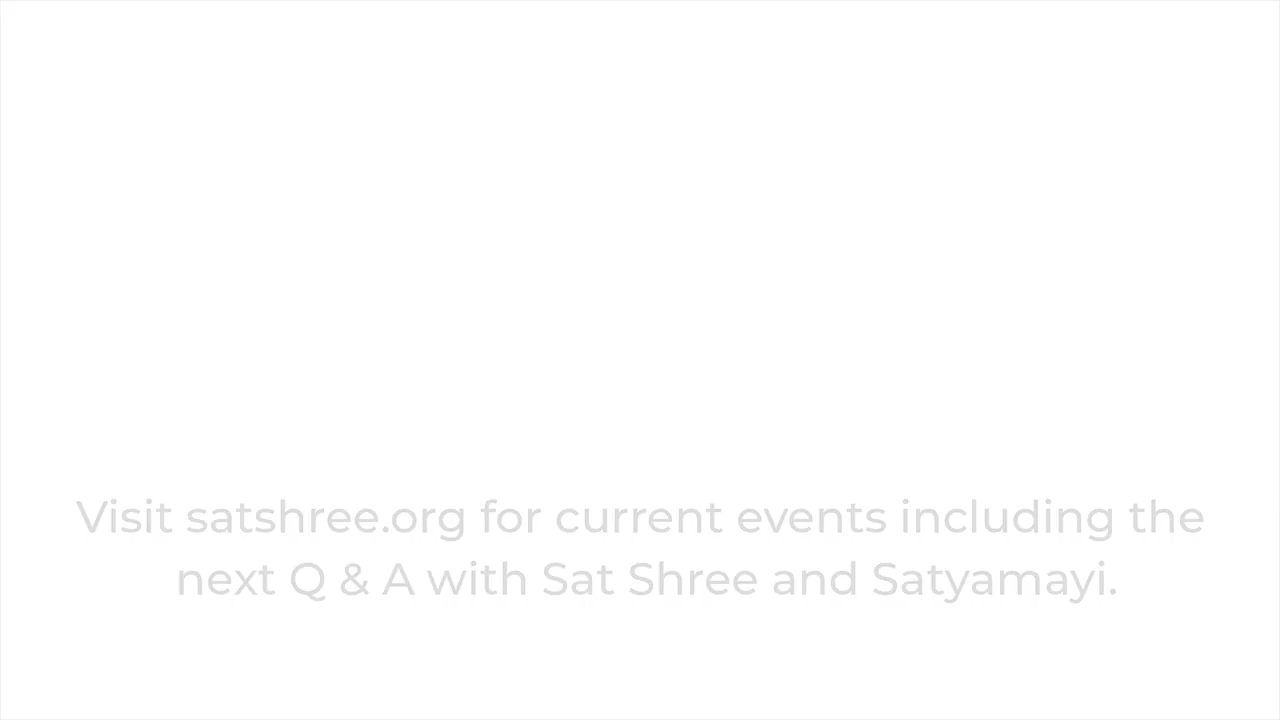 Visit satshree.org for current events including the
next Q & A with Sat Shree and Satyamayi.